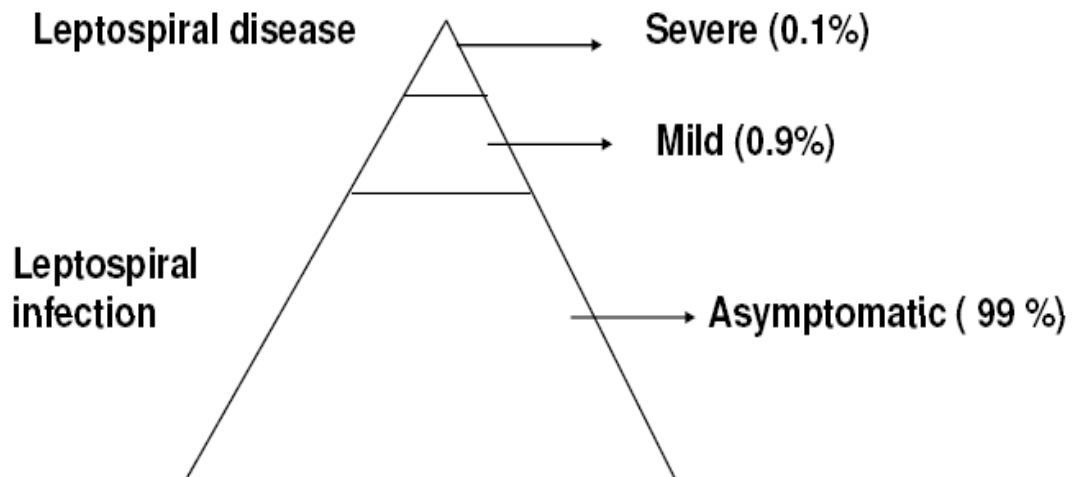 Leptospiral disease
Severe (0.1%)
Mild (0.9%)
Leptospiral
infection
Asymptomatic ( 99 %)